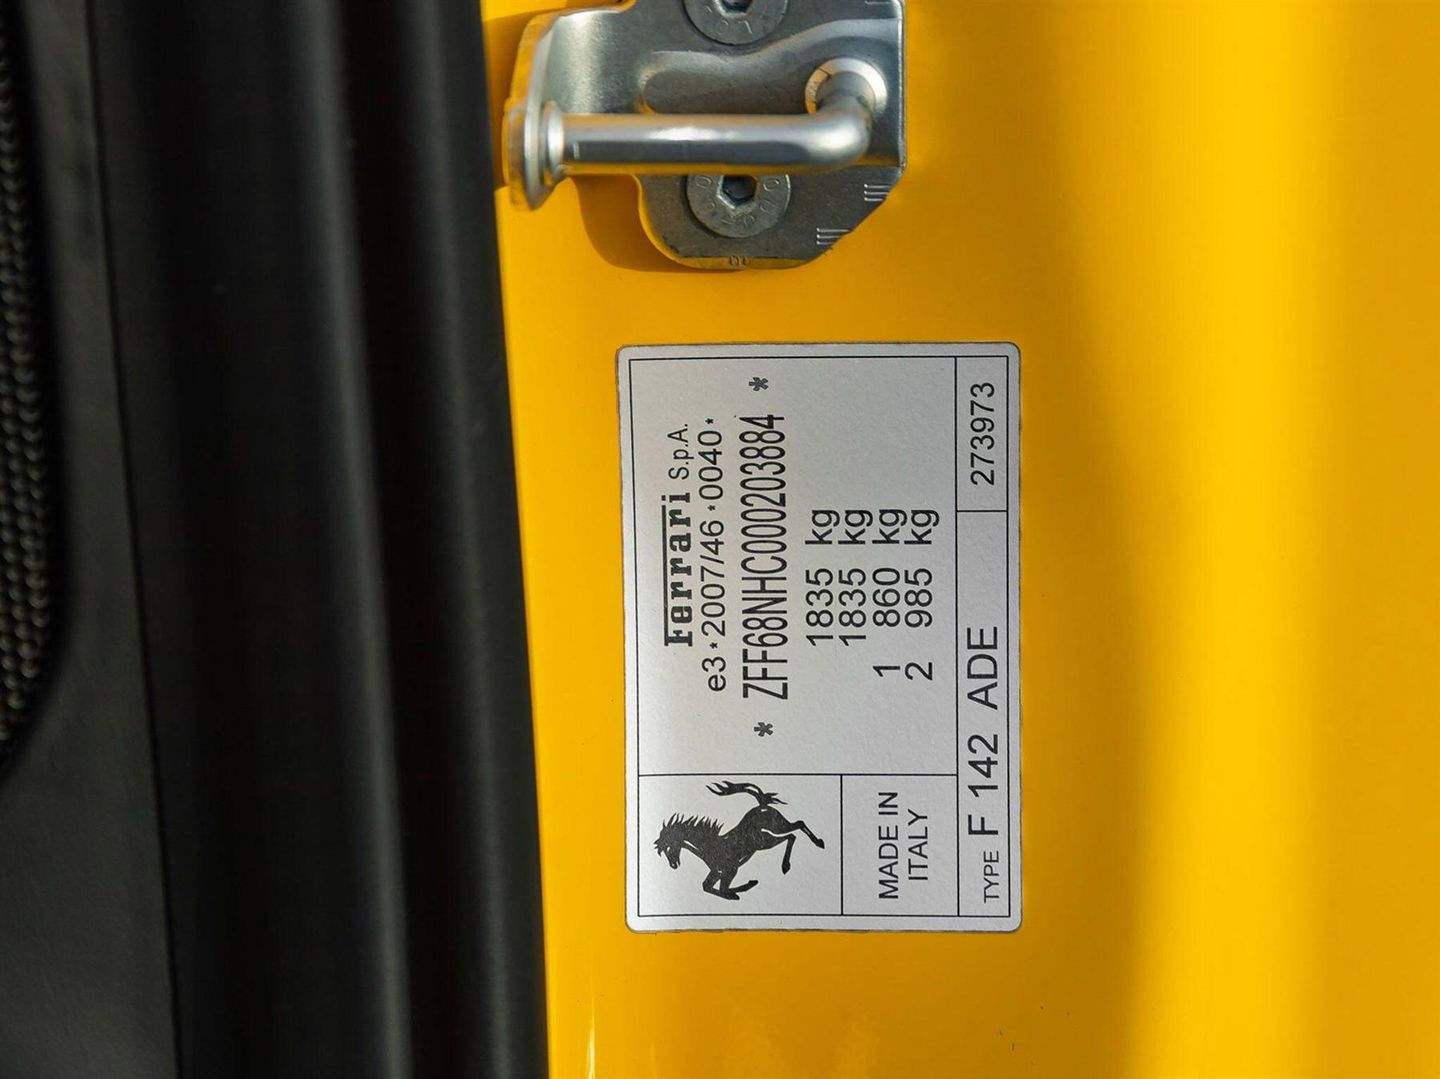 Ferrari S.p.A.
e3*2007/46*0040*
* ZFF68NHC000203884 *
1835 kg
1835 kg
1 860 kg
2 985 kg
MADE IN
ITALY
TYPE F 142 ADE
273973